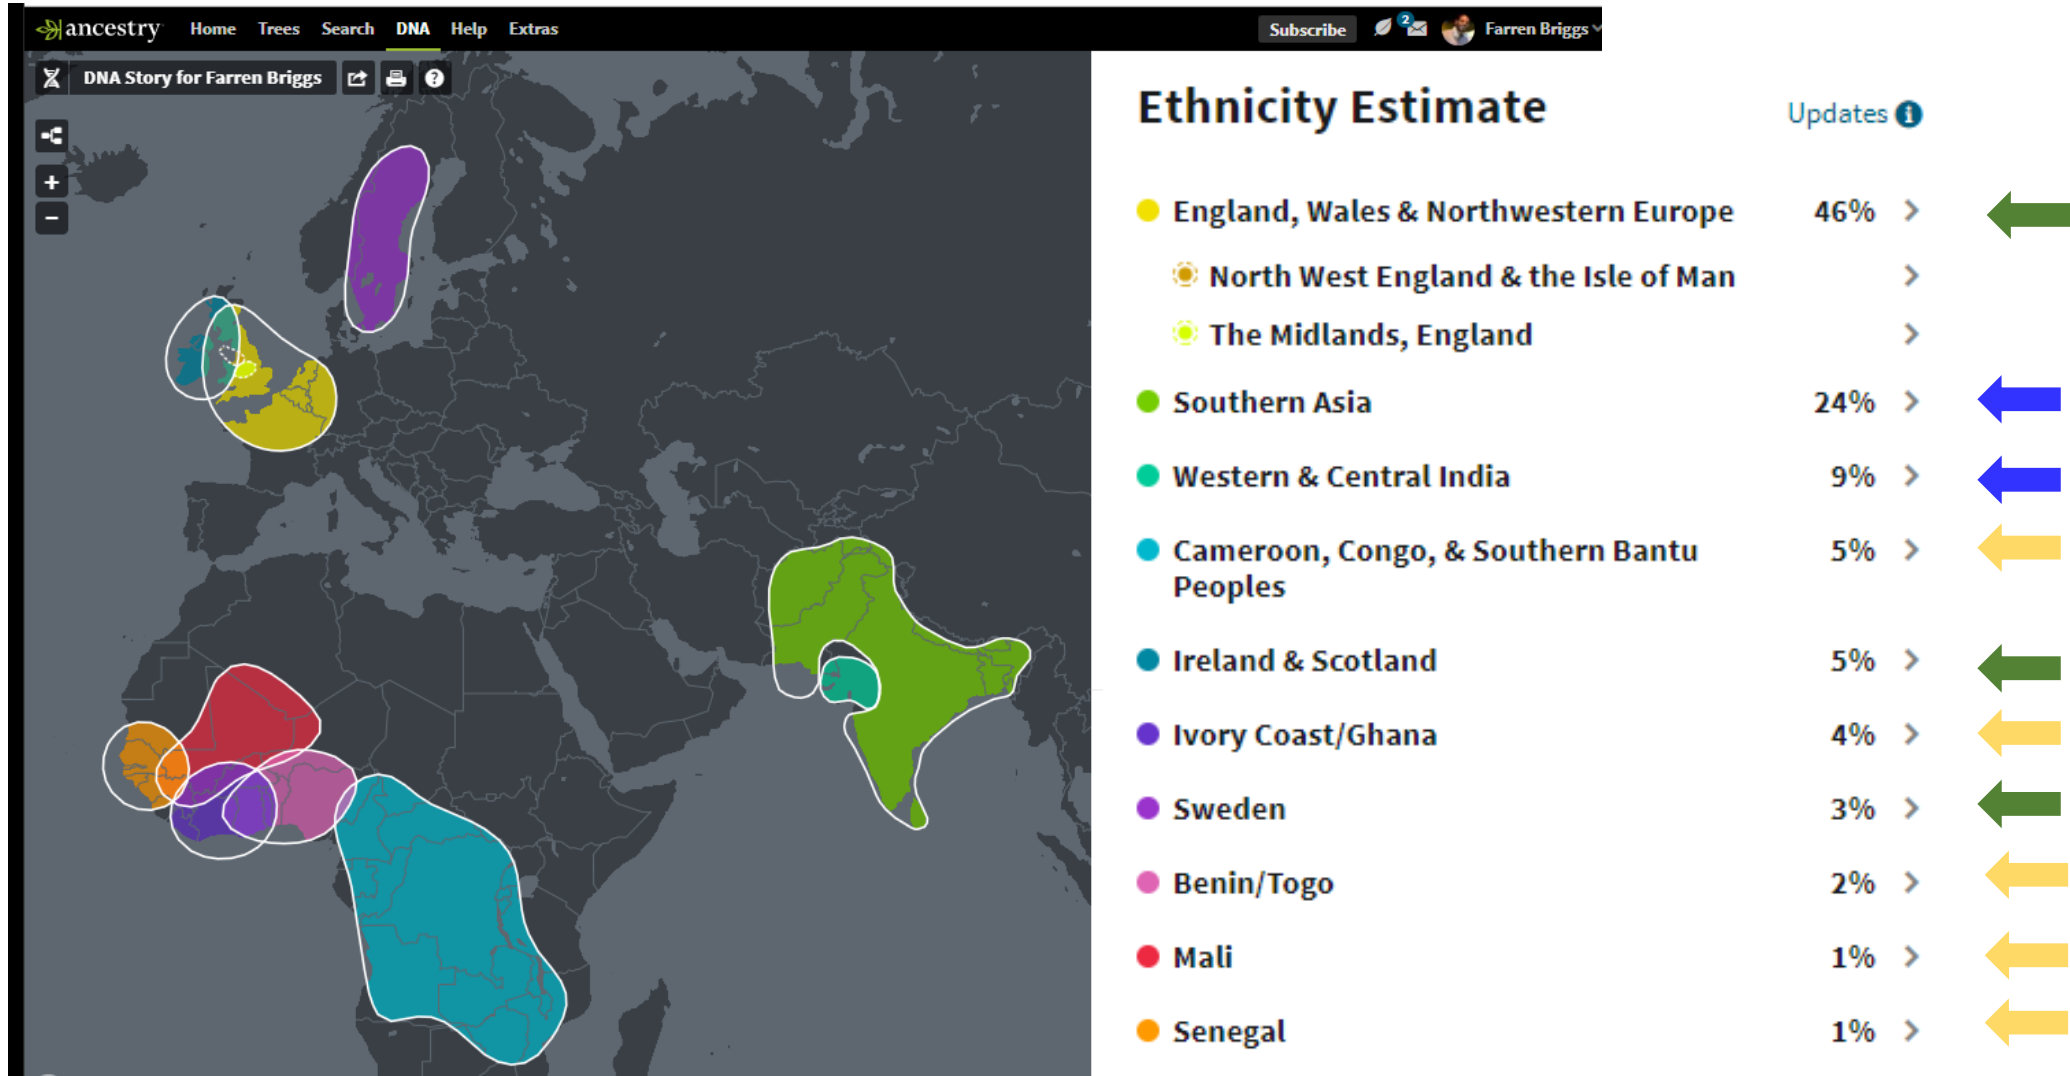 ancestry Home Trees Search DNA Help Extras Subscribe 2 Farren Briggs
DNA Story for Farren Briggs ?
+
−
Ethnicity Estimate
Updates i
England, Wales & Northwestern Europe 46%
North West England & the Isle of Man
The Midlands, England
Southern Asia 24%
Western & Central India 9%
Cameroon, Congo, & Southern Bantu 5%
Peoples
Ireland & Scotland 5%
Ivory Coast/Ghana 4%
Sweden 3%
Benin/Togo 2%
Mali 1%
Senegal 1%